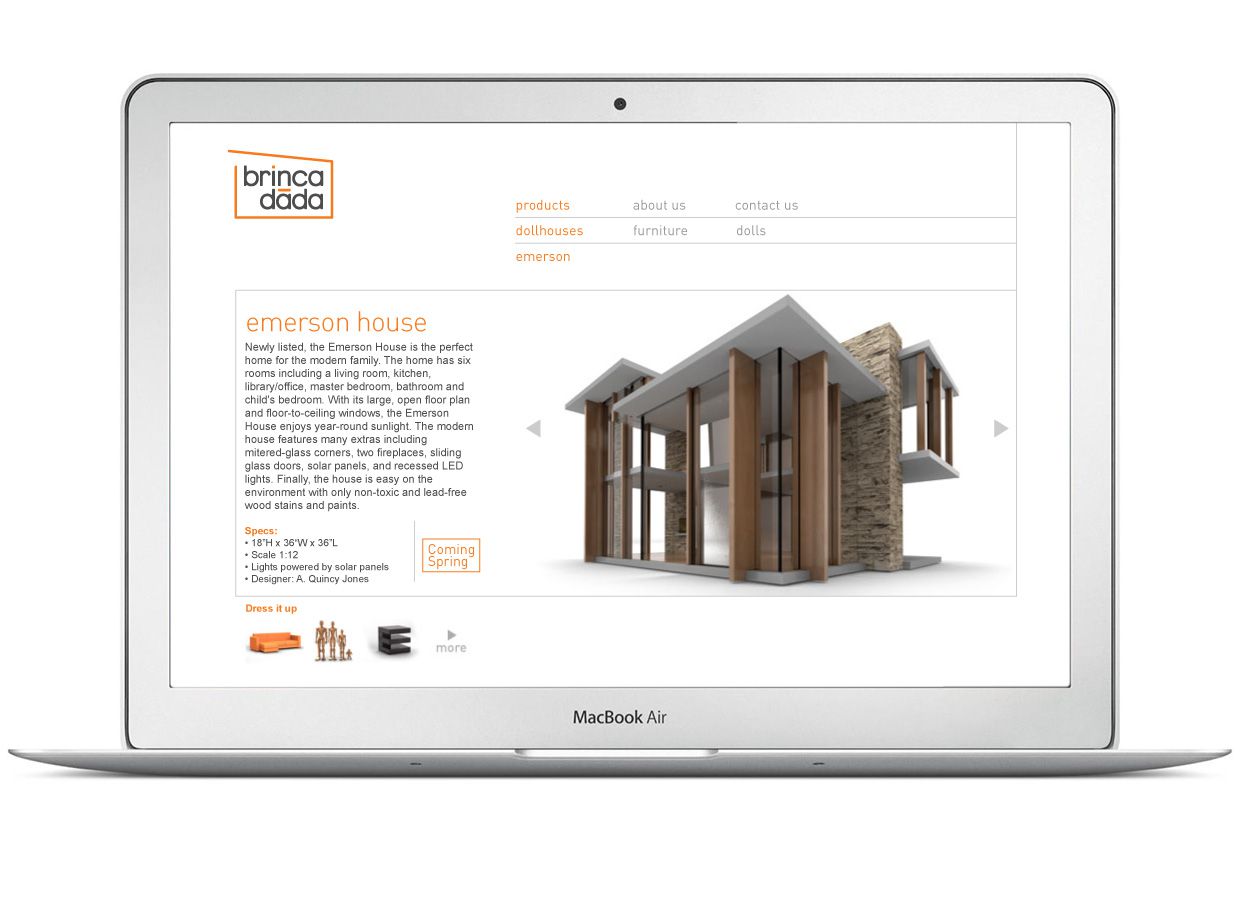 brinca
dāda
products about us contact us
dollhouses furniture dolls
emerson
emerson house
Newly listed, the Emerson House is the perfect
home for the modern family. The home has six
rooms including a living room, kitchen,
library/office, master bedroom, bathroom and
child's bedroom. With its large, open floor plan
and floor-to-ceiling windows, the Emerson
House enjoys year-round sunlight. The modern
house features many extras including
mitered-glass corners, two fireplaces, sliding
glass doors, solar panels, and recessed LED
lights. Finally, the house is easy on the
environment with only non-toxic and lead-free
wood stains and paints.
Specs:
• 18"H x 36"W x 36"L
• Scale 1:12
• Lights powered by solar panels
• Designer: A. Quincy Jones
Coming
Spring
Dress it up
more
MacBook Air